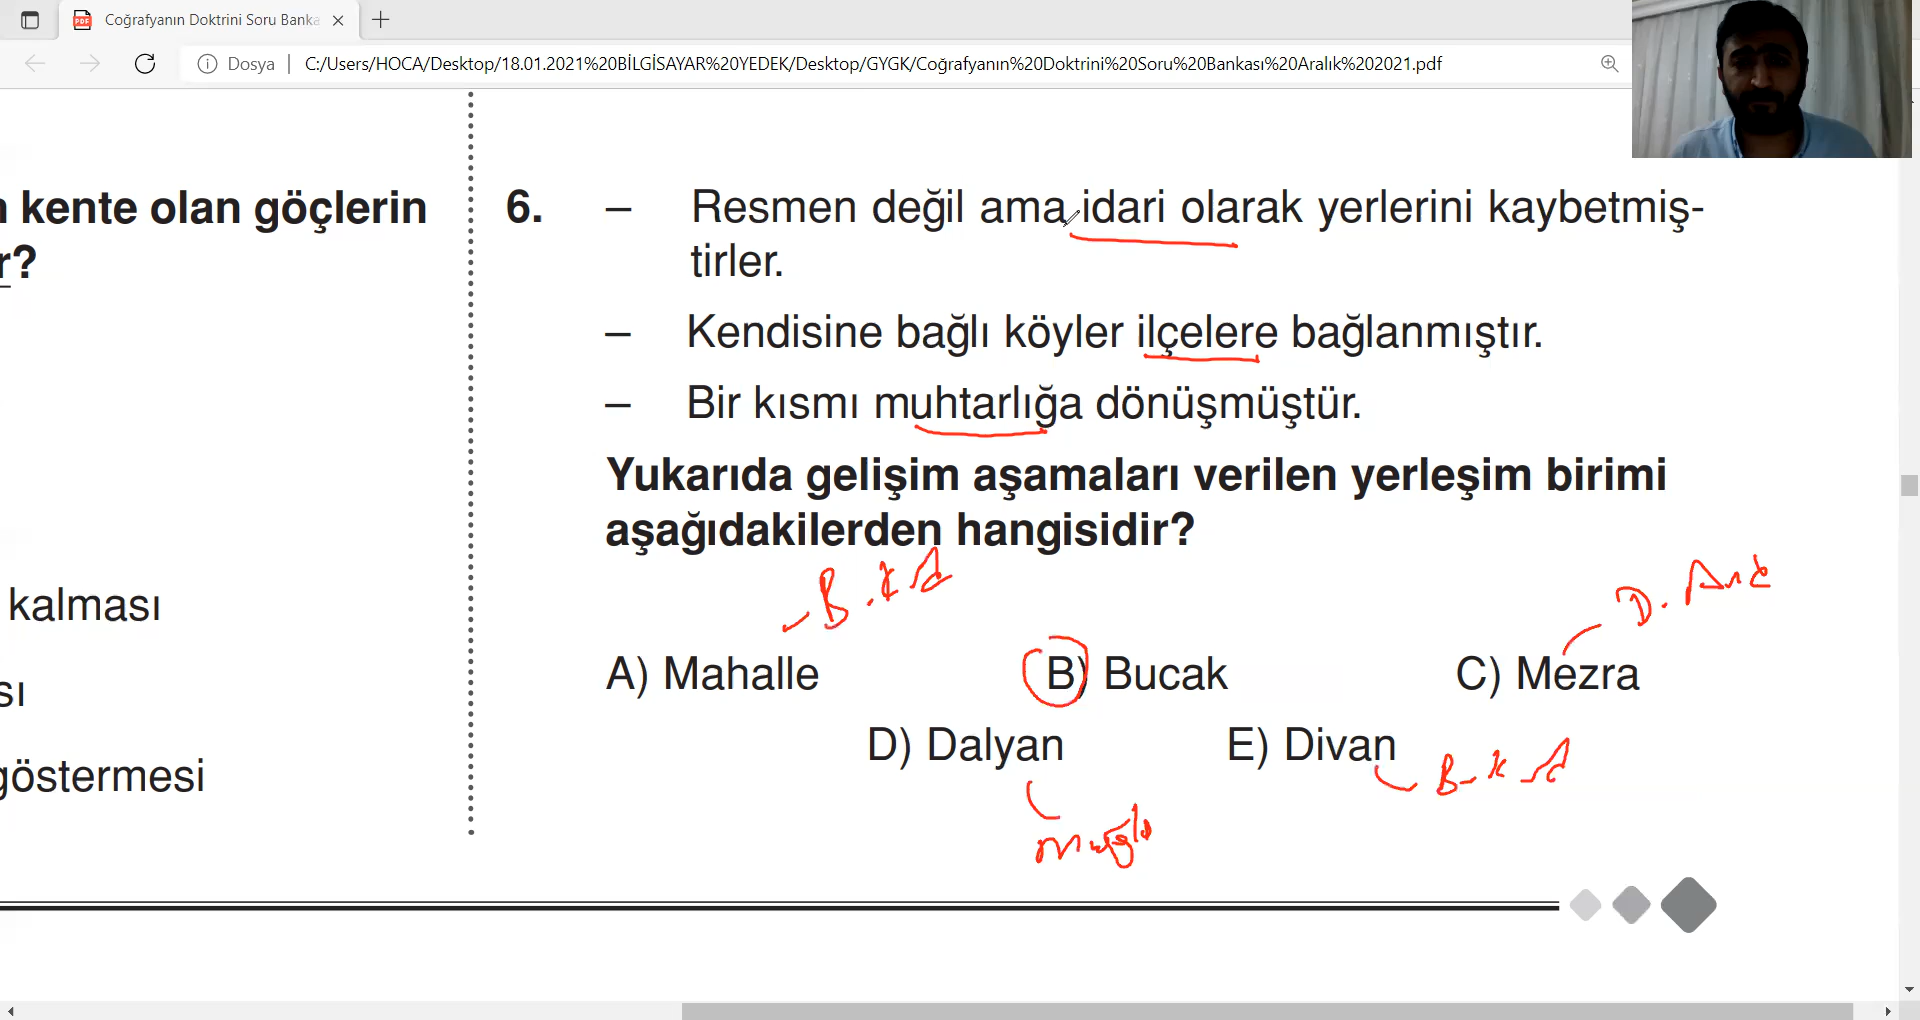 Coğrafyanın Doktrini Soru Banka
Dosya | C:/Users/HOCA/Desktop/18.01.2021%20BİLGİSAYAR%20YEDEK/Desktop/GYGK/Coğrafyanın%20Doktrini%20Soru%20Bankası%20Aralık%202021.pdf
kente olan göçlerin
r?
kalması
sı
göstermesi
6. – Resmen değil ama idari olarak yerlerini kaybetmiş-
tirler.
– Kendisine bağlı köyler ilçelere bağlanmıştır.
– Bir kısmı muhtarlığa dönüşmüştür.
Yukarıda gelişim aşamaları verilen yerleşim birimi
aşağıdakilerden hangisidir?
B.K.A
D. And
A) Mahalle B) Bucak C) Mezra
D) Dalyan E) Divan
B.K.A
Muğla